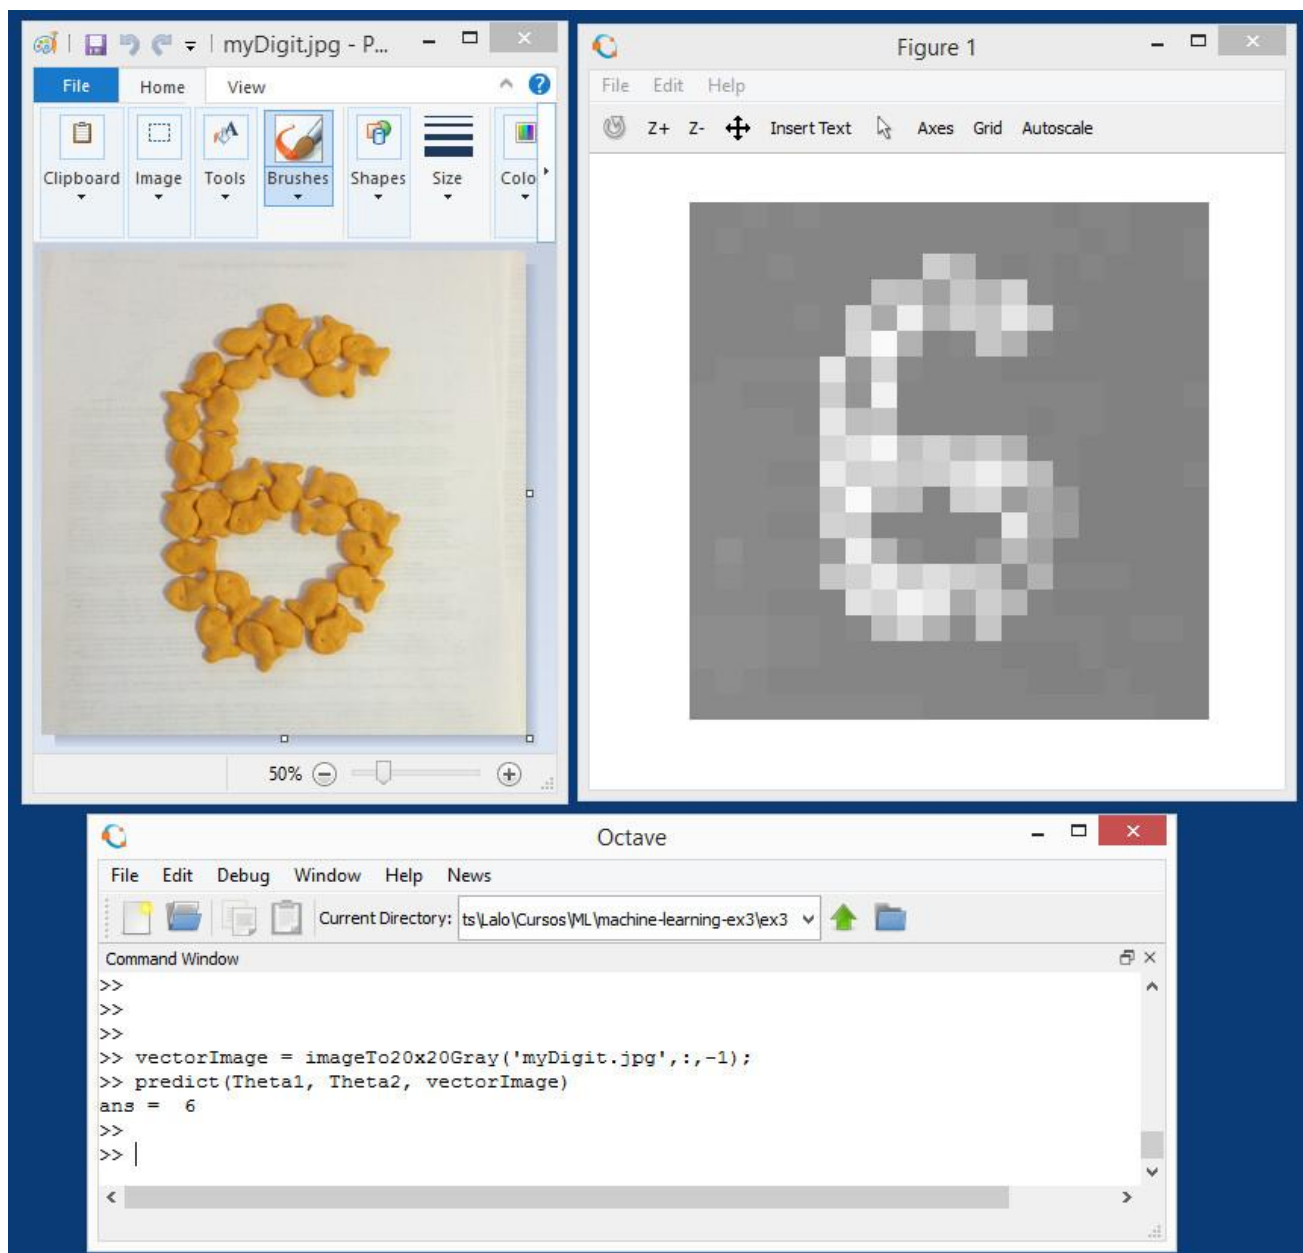 myDigit.jpg - P...
File Home View
Clipboard Image Tools Brushes Shapes Size Colo
50%
Figure 1
File Edit Help
Z+ Z- Insert Text Axes Grid Autoscale
Octave
File Edit Debug Window Help News
Current Directory: ts\Lalo\Cursos\ML\machine-learning-ex3\ex3
Command Window
>>
>>
>>
>> vectorImage = imageTo20x20Gray('myDigit.jpg',:,-1);
>> predict(Theta1, Theta2, vectorImage)
ans =  6
>>
>>